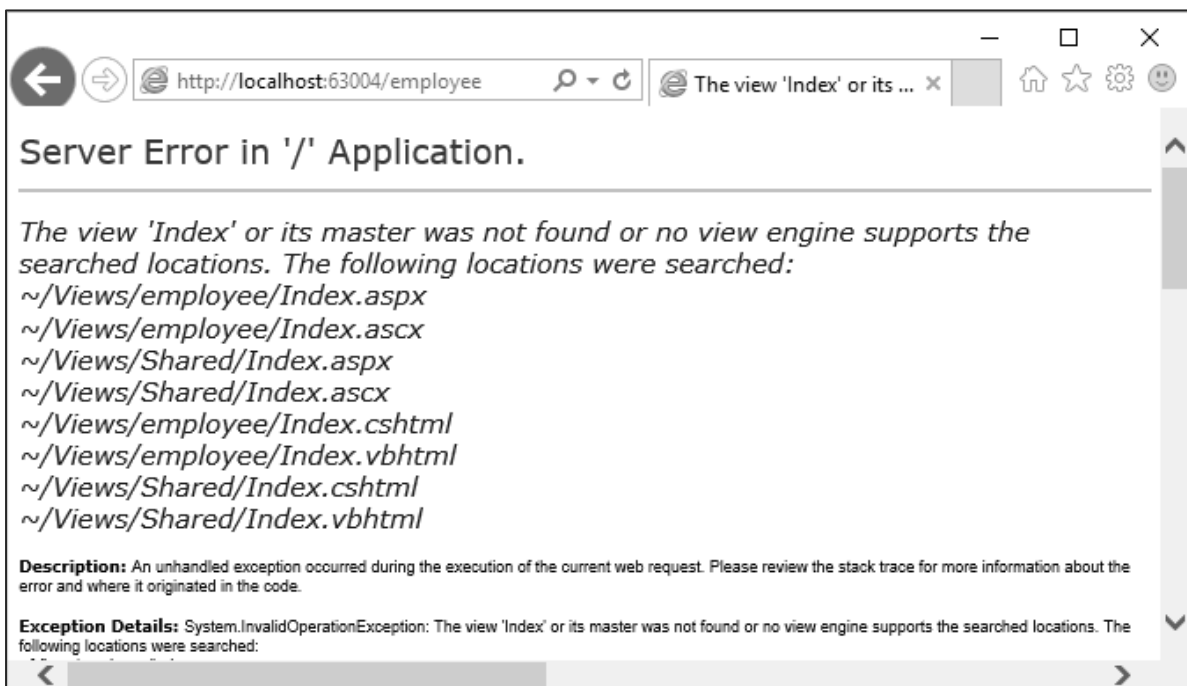 http://localhost:63004/employee
The view 'Index' or its ...
Server Error in '/' Application.
The view 'Index' or its master was not found or no view engine supports the
searched locations. The following locations were searched:
~/Views/employee/Index.aspx
~/Views/employee/Index.ascx
~/Views/Shared/Index.aspx
~/Views/Shared/Index.ascx
~/Views/employee/Index.cshtml
~/Views/employee/Index.vbhtml
~/Views/Shared/Index.cshtml
~/Views/Shared/Index.vbhtml
Description: An unhandled exception occurred during the execution of the current web request. Please review the stack trace for more information about the
error and where it originated in the code.
Exception Details: System.InvalidOperationException: The view 'Index' or its master was not found or no view engine supports the searched locations. The
following locations were searched: